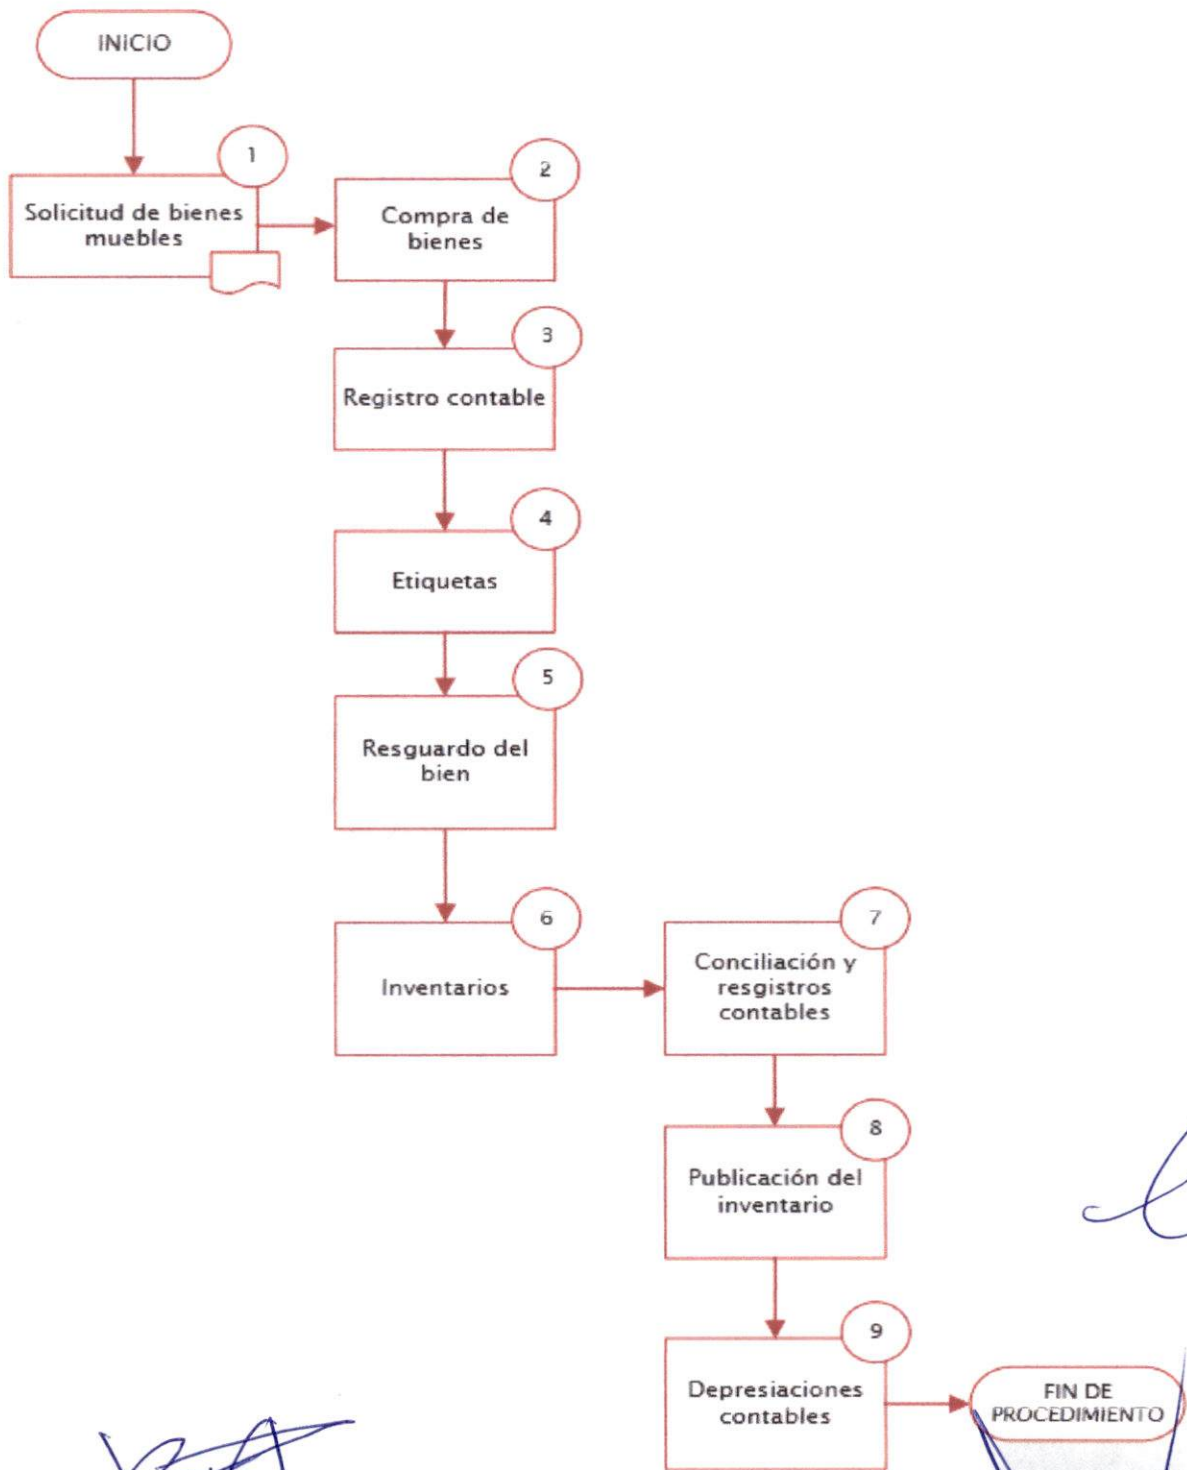 INICIO
1
Solicitud de bienes
muebles
2
Compra de
bienes
3
Registro contable
4
Etiquetas
5
Resguardo del
bien
6
Inventarios
7
Conciliación y
resgistros
contables
8
Publicación del
inventario
9
Depresiaciones
contables
FIN DE
PROCEDIMIENTO